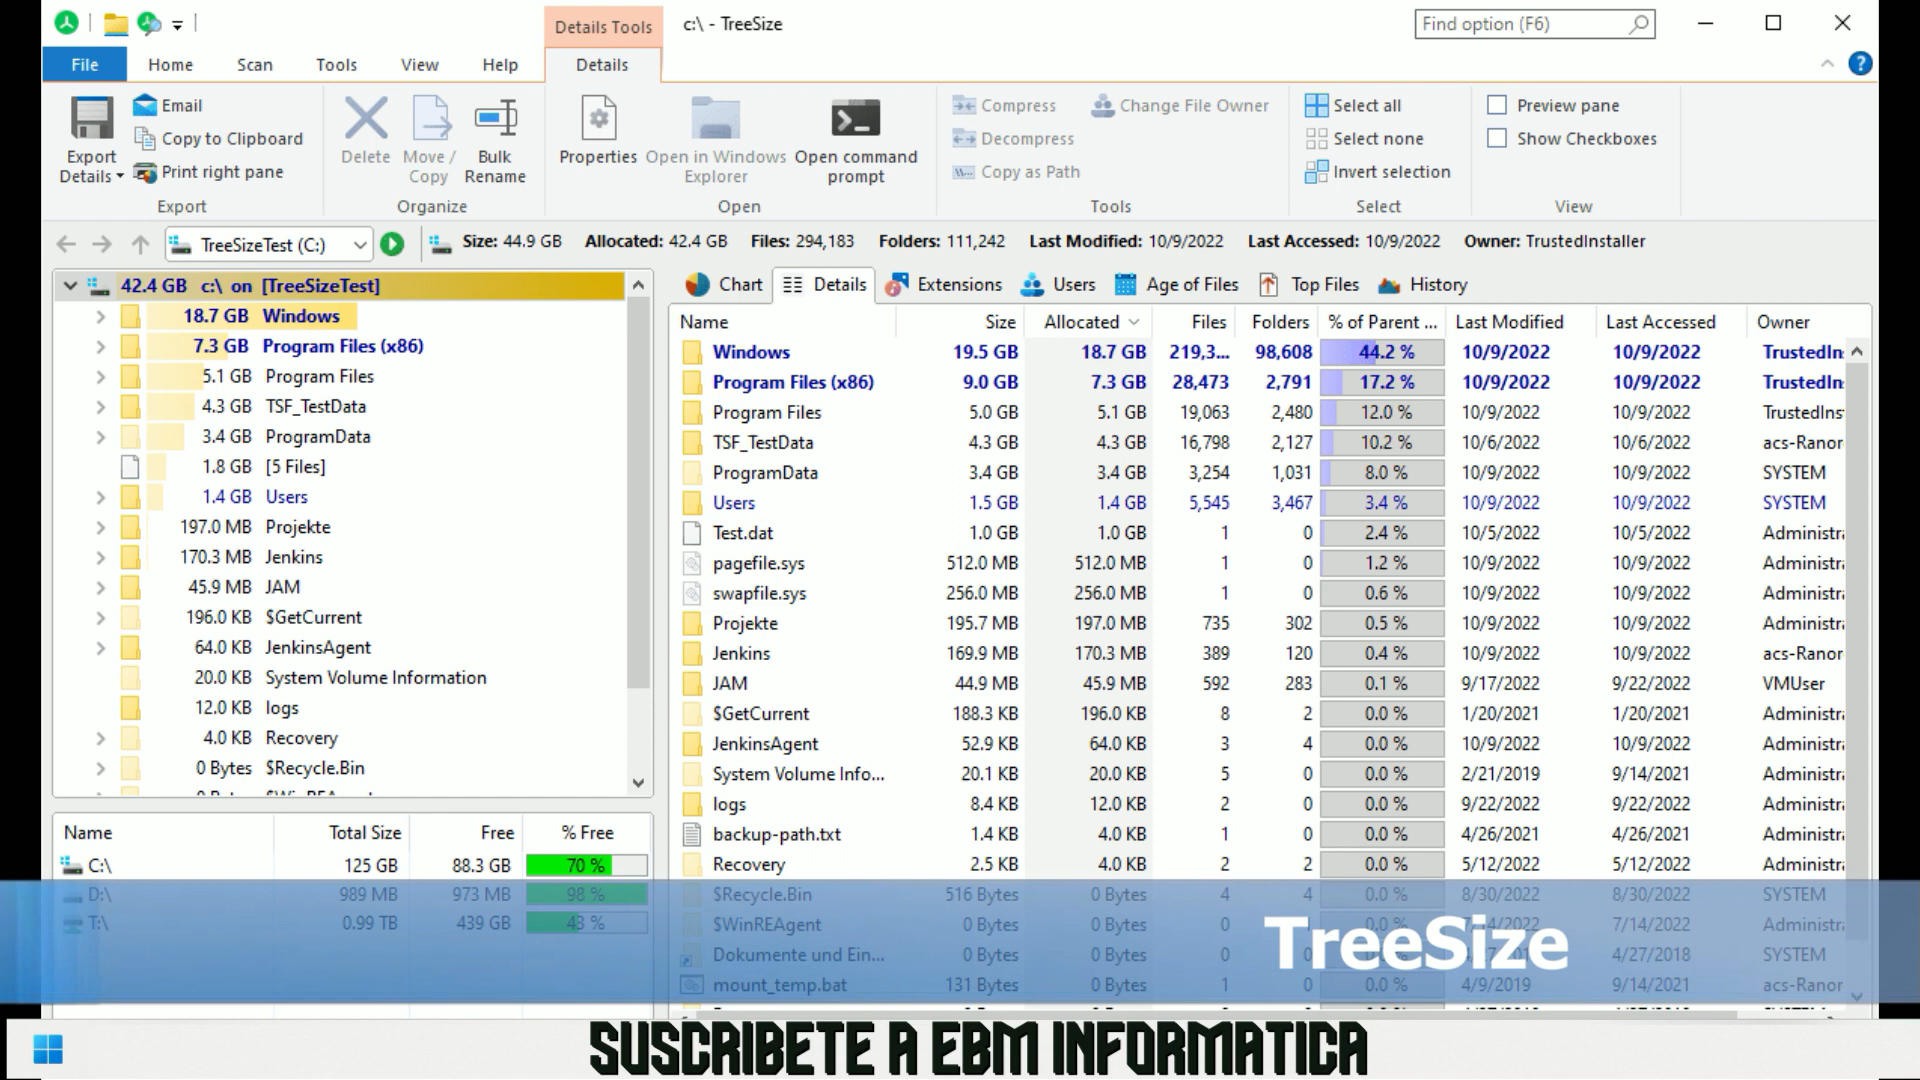 Details Tools
c:\ - TreeSize
Find option (F6)
File Home Scan Tools View Help Details
Export Details
Email
Copy to Clipboard
Print right pane
Export
Delete
Move / Copy
Bulk Rename
Organize
Properties
Open in Windows Explorer
Open command prompt
Open
Compress
Decompress
Copy as Path
Change File Owner
Tools
Select all
Select none
Invert selection
Select
Preview pane
Show Checkboxes
View
TreeSizeTest (C:)
Size: 44.9 GB Allocated: 42.4 GB Files: 294,183 Folders: 111,242 Last Modified: 10/9/2022 Last Accessed: 10/9/2022 Owner: TrustedInstaller
42.4 GB c:\ on [TreeSizeTest]
18.7 GB Windows
7.3 GB Program Files (x86)
5.1 GB Program Files
4.3 GB TSF_TestData
3.4 GB ProgramData
1.8 GB [5 Files]
1.4 GB Users
197.0 MB Projekte
170.3 MB Jenkins
45.9 MB JAM
196.0 KB $GetCurrent
64.0 KB JenkinsAgent
20.0 KB System Volume Information
12.0 KB logs
4.0 KB Recovery
0 Bytes $Recycle.Bin
Name Total Size Free % Free
C:\ 125 GB 88.3 GB 70 %
D:\ 989 MB 973 MB 98 %
T:\ 0.99 TB 439 GB 43 %
Chart Details Extensions Users Age of Files Top Files History
Name Size Allocated Files Folders % of Parent ... Last Modified Last Accessed Owner
Windows 19.5 GB 18.7 GB 219,3... 98,608 44.2 % 10/9/2022 10/9/2022 TrustedIn
Program Files (x86) 9.0 GB 7.3 GB 28,473 2,791 17.2 % 10/9/2022 10/9/2022 TrustedIn
Program Files 5.0 GB 5.1 GB 19,063 2,480 12.0 % 10/9/2022 10/9/2022 TrustedIns
TSF_TestData 4.3 GB 4.3 GB 16,798 2,127 10.2 % 10/6/2022 10/6/2022 acs-Ranor
ProgramData 3.4 GB 3.4 GB 3,254 1,031 8.0 % 10/9/2022 10/9/2022 SYSTEM
Users 1.5 GB 1.4 GB 5,545 3,467 3.4 % 10/9/2022 10/9/2022 SYSTEM
Test.dat 1.0 GB 1.0 GB 1 0 2.4 % 10/5/2022 10/5/2022 Administr
pagefile.sys 512.0 MB 512.0 MB 1 0 1.2 % 10/9/2022 10/9/2022 Administr
swapfile.sys 256.0 MB 256.0 MB 1 0 0.6 % 10/9/2022 10/9/2022 Administr
Projekte 195.7 MB 197.0 MB 735 302 0.5 % 10/9/2022 10/9/2022 Administr
Jenkins 169.9 MB 170.3 MB 389 120 0.4 % 10/9/2022 10/9/2022 acs-Ranor
JAM 44.9 MB 45.9 MB 592 283 0.1 % 9/17/2022 9/22/2022 VMUser
$GetCurrent 188.3 KB 196.0 KB 8 2 0.0 % 1/20/2021 1/20/2021 Administr
JenkinsAgent 52.9 KB 64.0 KB 3 4 0.0 % 10/9/2022 10/9/2022 Administr
System Volume Info... 20.1 KB 20.0 KB 5 0 0.0 % 2/21/2019 9/14/2021 Administr
logs 8.4 KB 12.0 KB 2 0 0.0 % 9/22/2022 9/22/2022 Administr
backup-path.txt 1.4 KB 4.0 KB 1 0 0.0 % 4/26/2021 4/26/2021 Administr
Recovery 2.5 KB 4.0 KB 2 2 0.0 % 5/12/2022 5/12/2022 Administr
$Recycle.Bin 516 Bytes 0 Bytes 4 4 0.0 % 8/30/2022 8/30/2022 SYSTEM
$WinREAgent 0 Bytes 0 Bytes 0 7/14/2022 Administr
Dokumente und Ein... 0 Bytes 0 Bytes 0 4/27/2018 SYSTEM
mount_temp.bat 131 Bytes 0 Bytes 1 0 0.0 % 4/9/2019 9/14/2021 acs-Ranor
TreeSize
SUSCRIBETE A EBM INFORMATICA